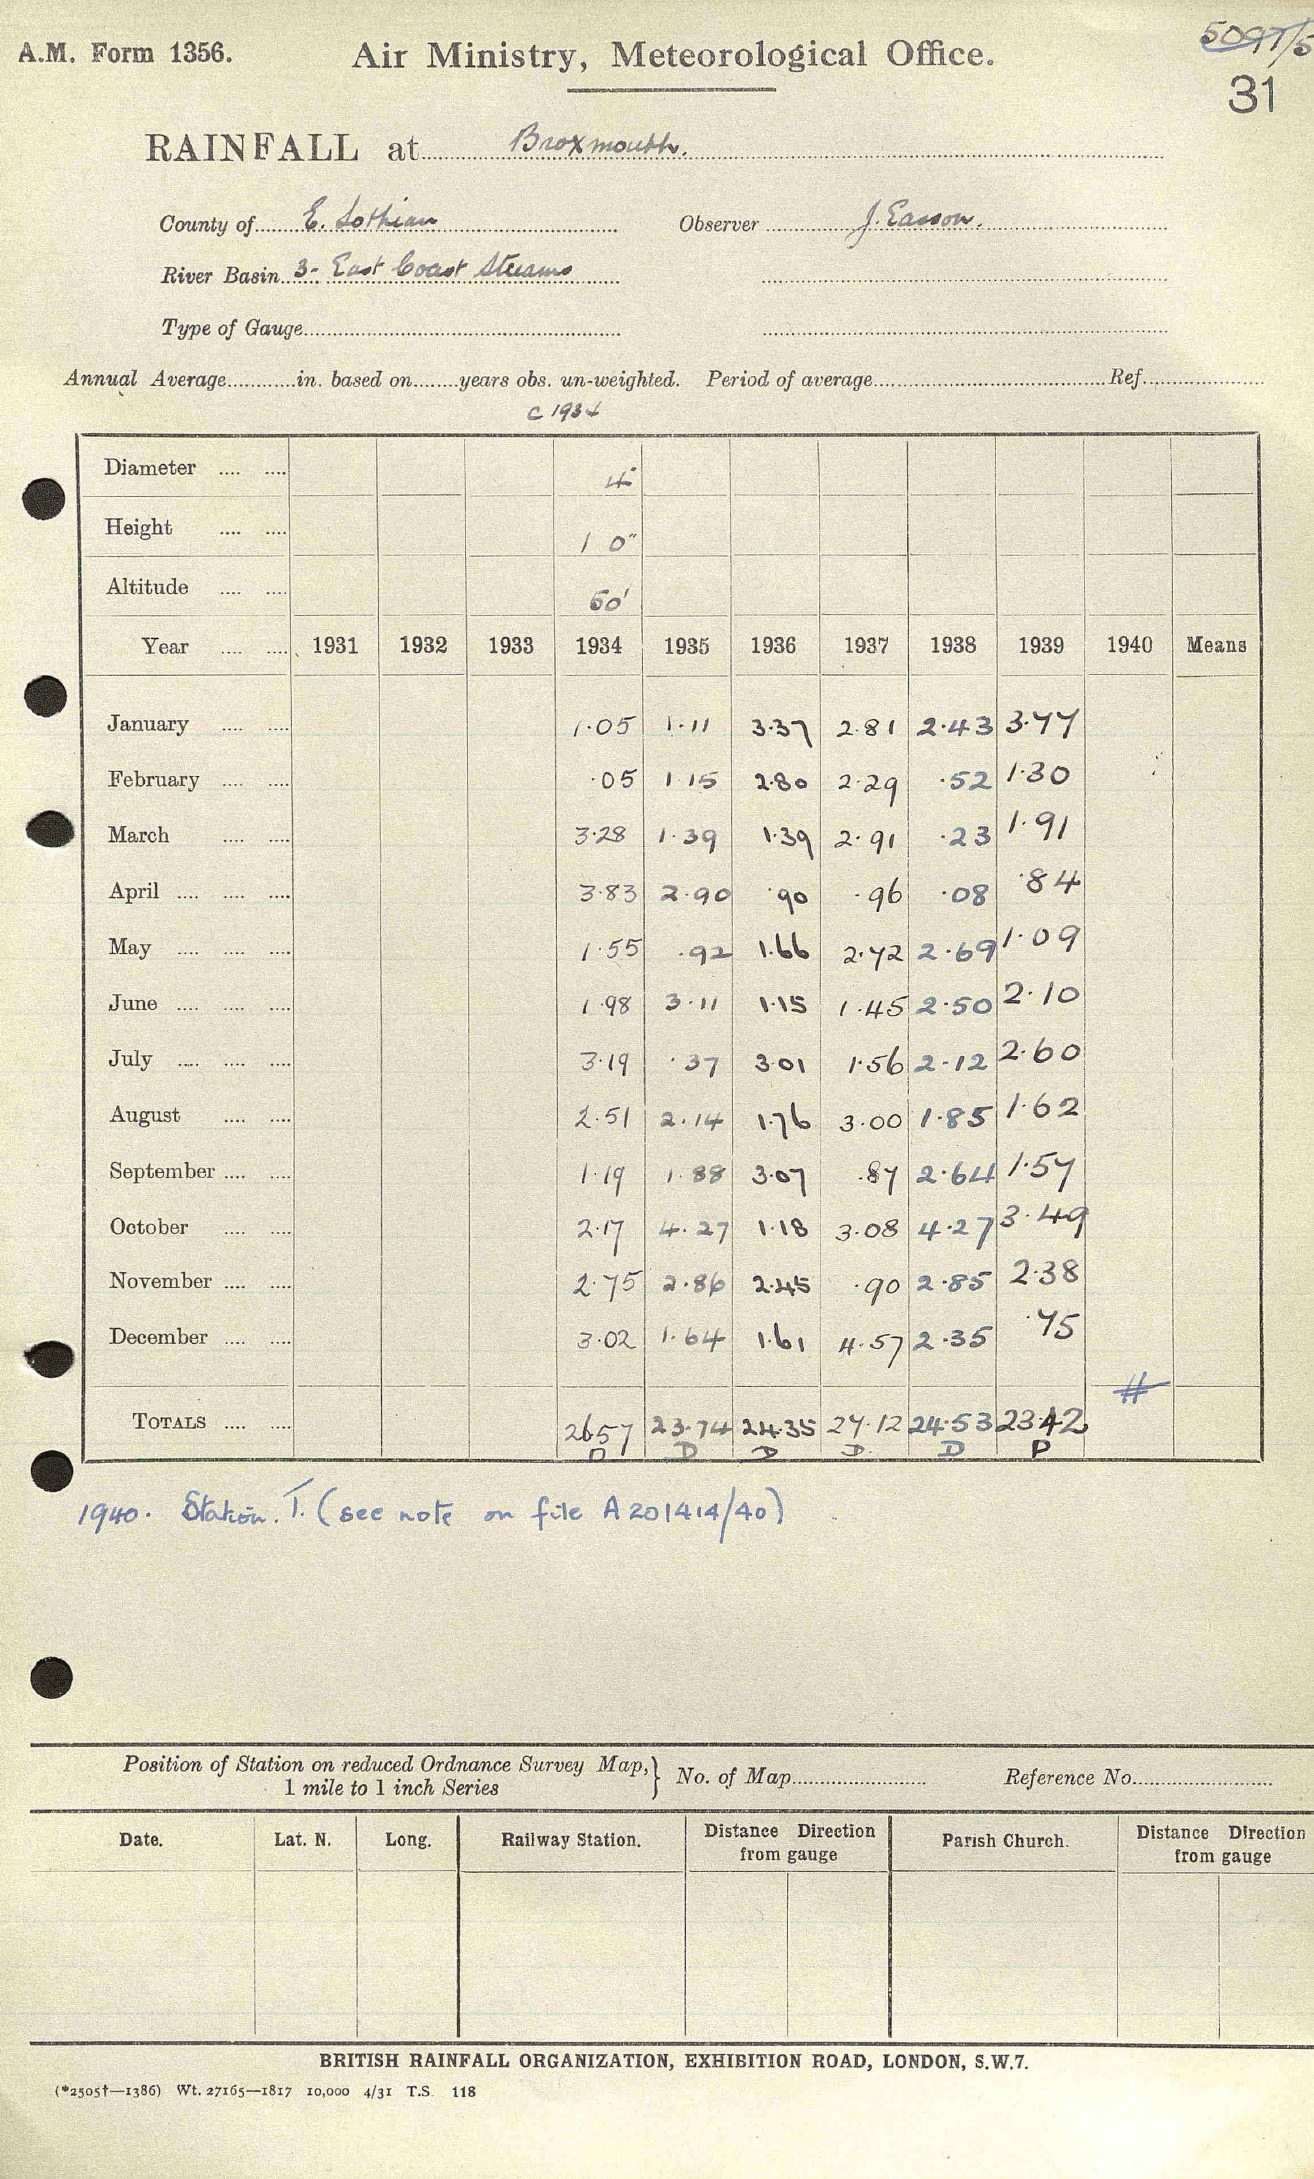 A.M. Form 1356. Air Ministry, Meteorological Office. 5097/5
31
RAINFALL at Broxmouth.
County of E. Lothian Observer J. Easson.
River Basin 3- East Coast Streams
Type of Gauge
Annual Average in. based on years obs. un-weighted. Period of average Ref.
c 1934
Diameter 4"
Height 1 0"
Altitude 50'
Year 1931 1932 1933 1934 1935 1936 1937 1938 1939 1940 Means
January 1.05 1.11 3.37 2.81 2.43 3.77
February .05 1.15 2.80 2.29 .52 1.30
March 3.28 1.39 1.39 2.91 .23 1.91
April 3.83 2.90 .90 .96 .08 .84
May 1.55 .92 1.66 2.72 2.69 1.09
June 1.98 3.11 1.15 1.45 2.50 2.10
July 3.19 .37 3.01 1.56 2.12 2.60
August 2.51 2.14 1.76 3.00 1.85 1.62
September 1.19 1.88 3.07 .87 2.64 1.57
October 2.17 4.27 1.18 3.08 4.27 3.49
November 2.75 2.86 2.45 .90 2.85 2.38
December 3.02 1.64 1.61 4.57 2.35 .75
#
TOTALS 26.57 23.74 24.35 27.12 24.53 23.42
D D D D D P
1940. Station. T. (see note on file A201414/40)
Position of Station on reduced Ordnance Survey Map, } No. of Map Reference No.
1 mile to 1 inch Series
Date. Lat. N. Long. Railway Station. Distance Direction Parish Church. Distance Direction
from gauge from gauge
BRITISH RAINFALL ORGANIZATION, EXHIBITION ROAD, LONDON, S.W.7.
(*2505†—1386) Wt. 27165—1817 10,000 4/31 T.S. 118